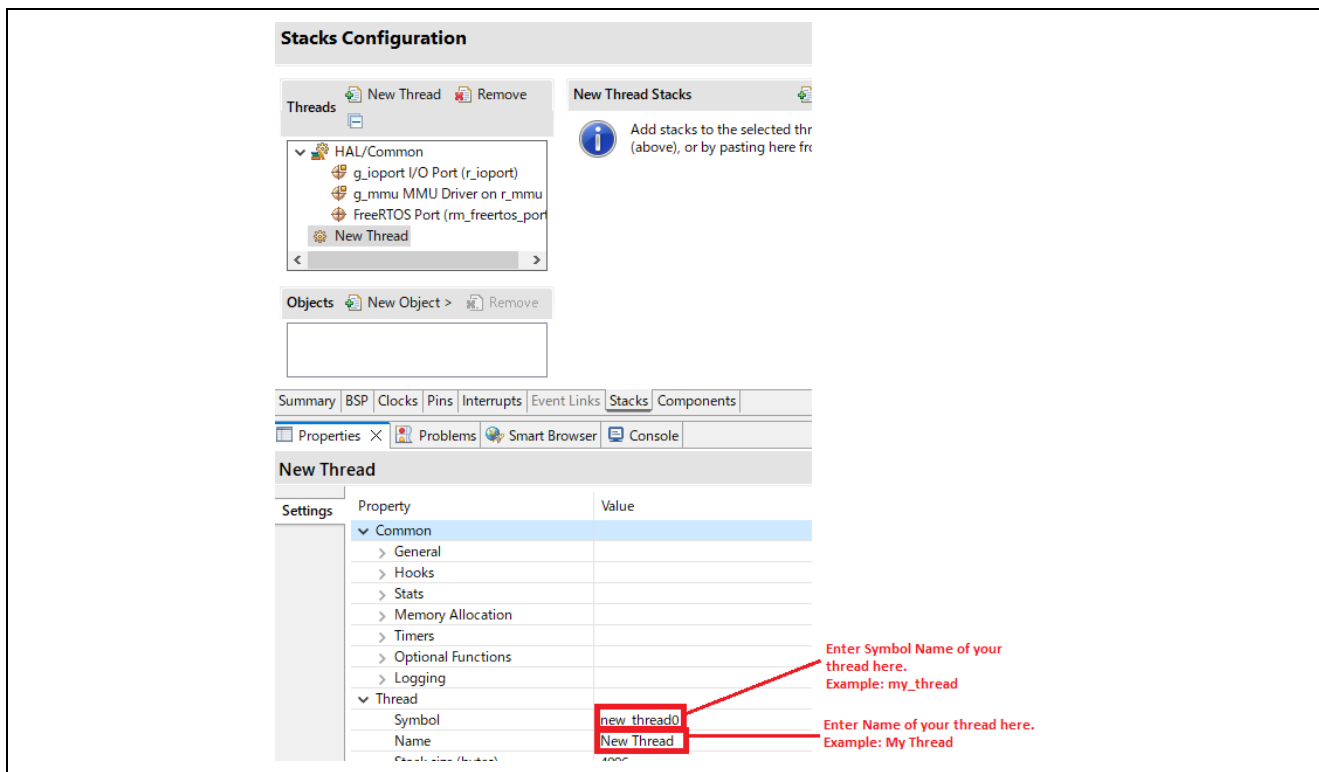 Stacks Configuration
Threads
New Thread
Remove
HAL/Common
g_ioport I/O Port (r_ioport)
g_mmu MMU Driver on r_mmu
FreeRTOS Port (rm_freertos_port
New Thread
New Thread Stacks
Add stacks to the selected thr
(above), or by pasting here fro
Objects
New Object >
Remove
Summary BSP Clocks Pins Interrupts Event Links Stacks Components
Properties Problems Smart Browser Console
New Thread
Settings
Property Value
Common
General
Hooks
Stats
Memory Allocation
Timers
Optional Functions
Logging
Thread
Symbol new_thread0
Name New Thread
Stack size (bytes) 4096
Enter Symbol Name of your
thread here.
Example: my_thread
Enter Name of your thread here.
Example: My Thread